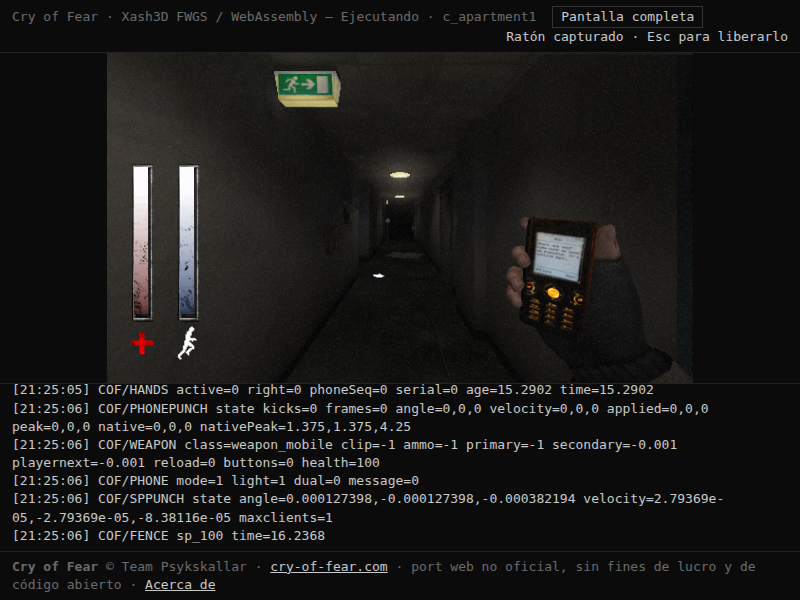 Cry of Fear · Xash3D FWGS / WebAssembly — Ejecutando · c_apartment1
Pantalla completa
Ratón capturado · Esc para liberarlo
[21:25:05] COF/HANDS active=0 right=0 phoneSeq=0 serial=0 age=15.2902 time=15.2902
[21:25:06] COF/PHONEPUNCH state kicks=0 frames=0 angle=0,0,0 velocity=0,0,0 applied=0,0,0
peak=0,0,0 native=0,0,0 nativePeak=1.375,1.375,4.25
[21:25:06] COF/WEAPON class=weapon_mobile clip=-1 ammo=-1 primary=-1 secondary=-0.001
playernext=-0.001 reload=0 buttons=0 health=100
[21:25:06] COF/PHONE mode=1 light=1 dual=0 message=0
[21:25:06] COF/SPPUNCH state angle=0.000127398,-0.000127398,-0.000382194 velocity=2.79369e-
05,-2.79369e-05,-8.38116e-05 maxclients=1
[21:25:06] COF/FENCE sp_100 time=16.2368
Cry of Fear © Team Psykskallar · cry-of-fear.com · port web no oficial, sin fines de lucro y de
código abierto · Acerca de